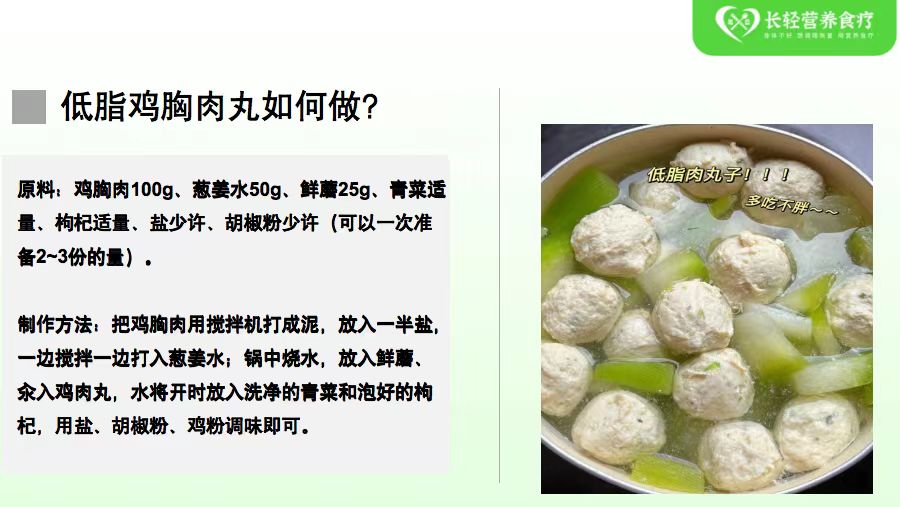 长轻营养食疗
身体不好 想调理恢复 用营养食疗
低脂鸡胸肉丸如何做?
原料：鸡胸肉100g、葱姜水50g、鲜蘑25g、青菜适
量、枸杞适量、盐少许、胡椒粉少许（可以一次准
备2~3份的量）。
制作方法：把鸡胸肉用搅拌机打成泥，放入一半盐，
一边搅拌一边打入葱姜水；锅中烧水，放入鲜蘑、
汆入鸡肉丸，水将开时放入洗净的青菜和泡好的枸
杞，用盐、胡椒粉、鸡粉调味即可。
低脂肉丸子！！！
多吃不胖～～